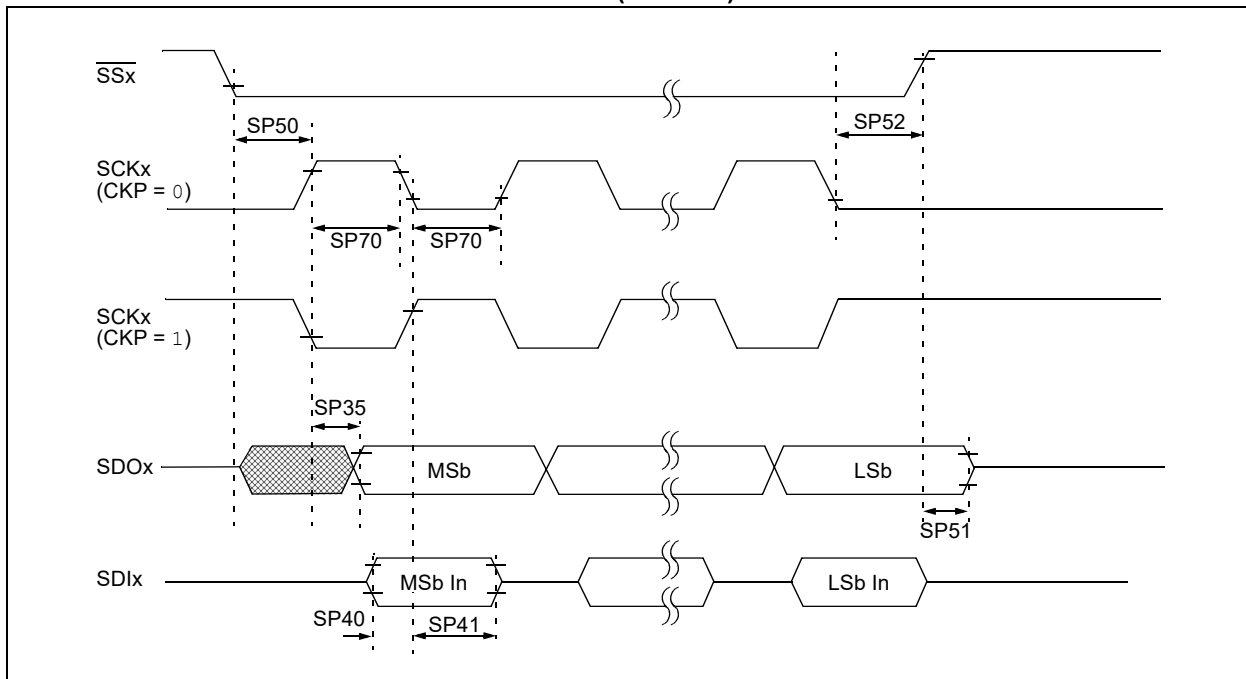 SSx
SP50
SP52
SCKx
(CKP = 0)
SP70
SP70
SCKx
(CKP = 1)
SP35
SDOx
MSb
LSb
SP51
SDIx
MSb In
LSb In
SP40
SP41